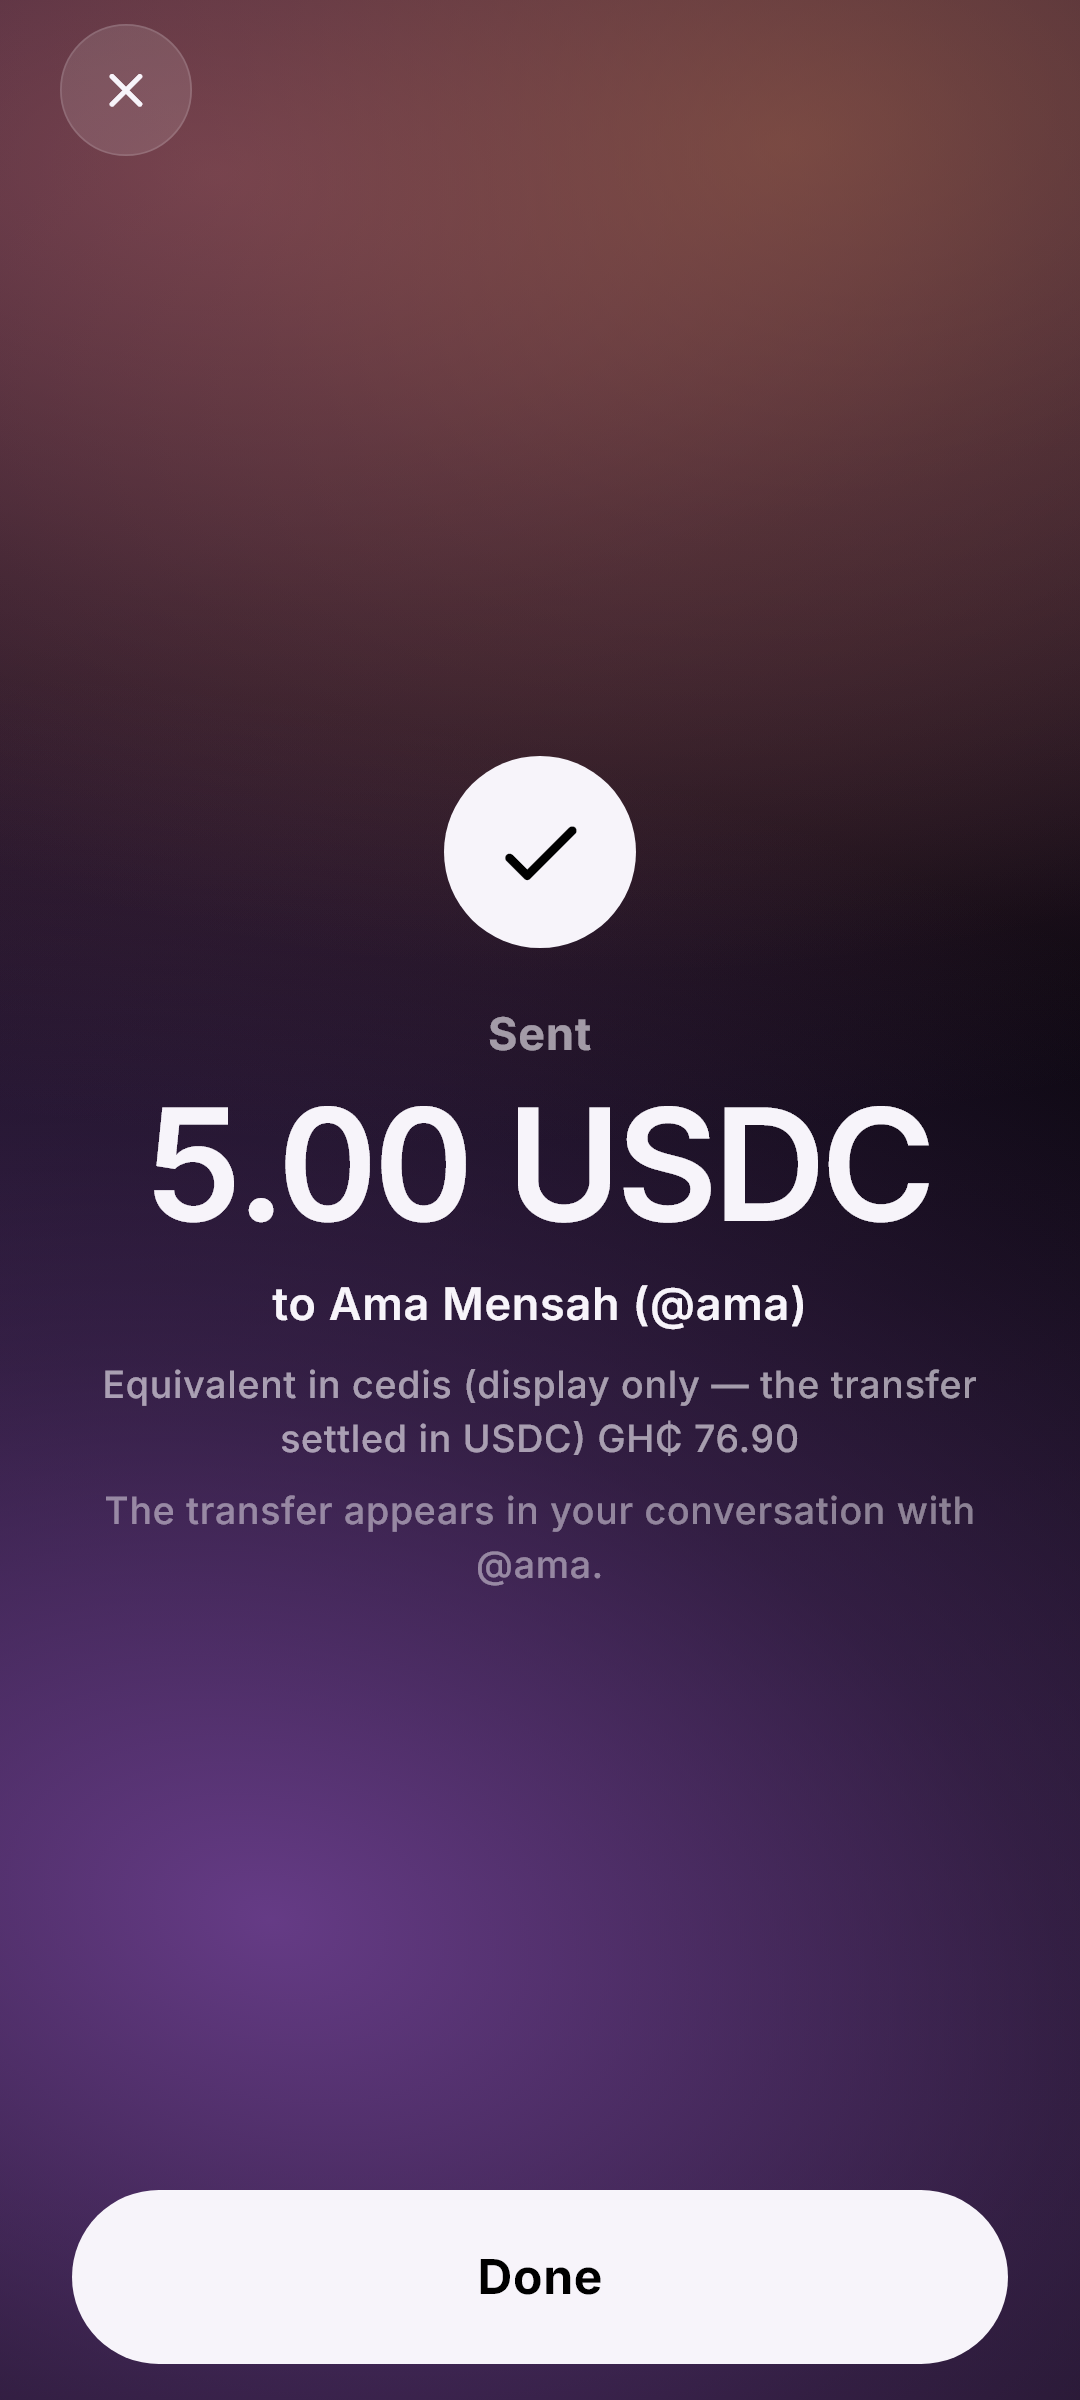 Sent
5.00 USDC
to Ama Mensah (@ama)
Equivalent in cedis (display only — the transfer
settled in USDC) GH₵ 76.90
The transfer appears in your conversation with
@ama.
Done